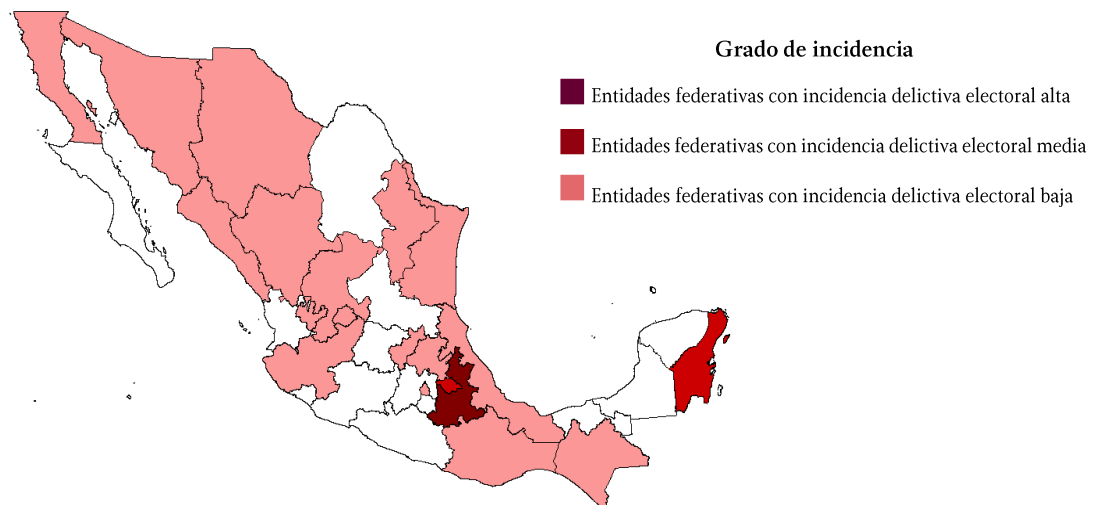 Grado de incidencia
Entidades federativas con incidencia delictiva electoral alta
Entidades federativas con incidencia delictiva electoral media
Entidades federativas con incidencia delictiva electoral baja